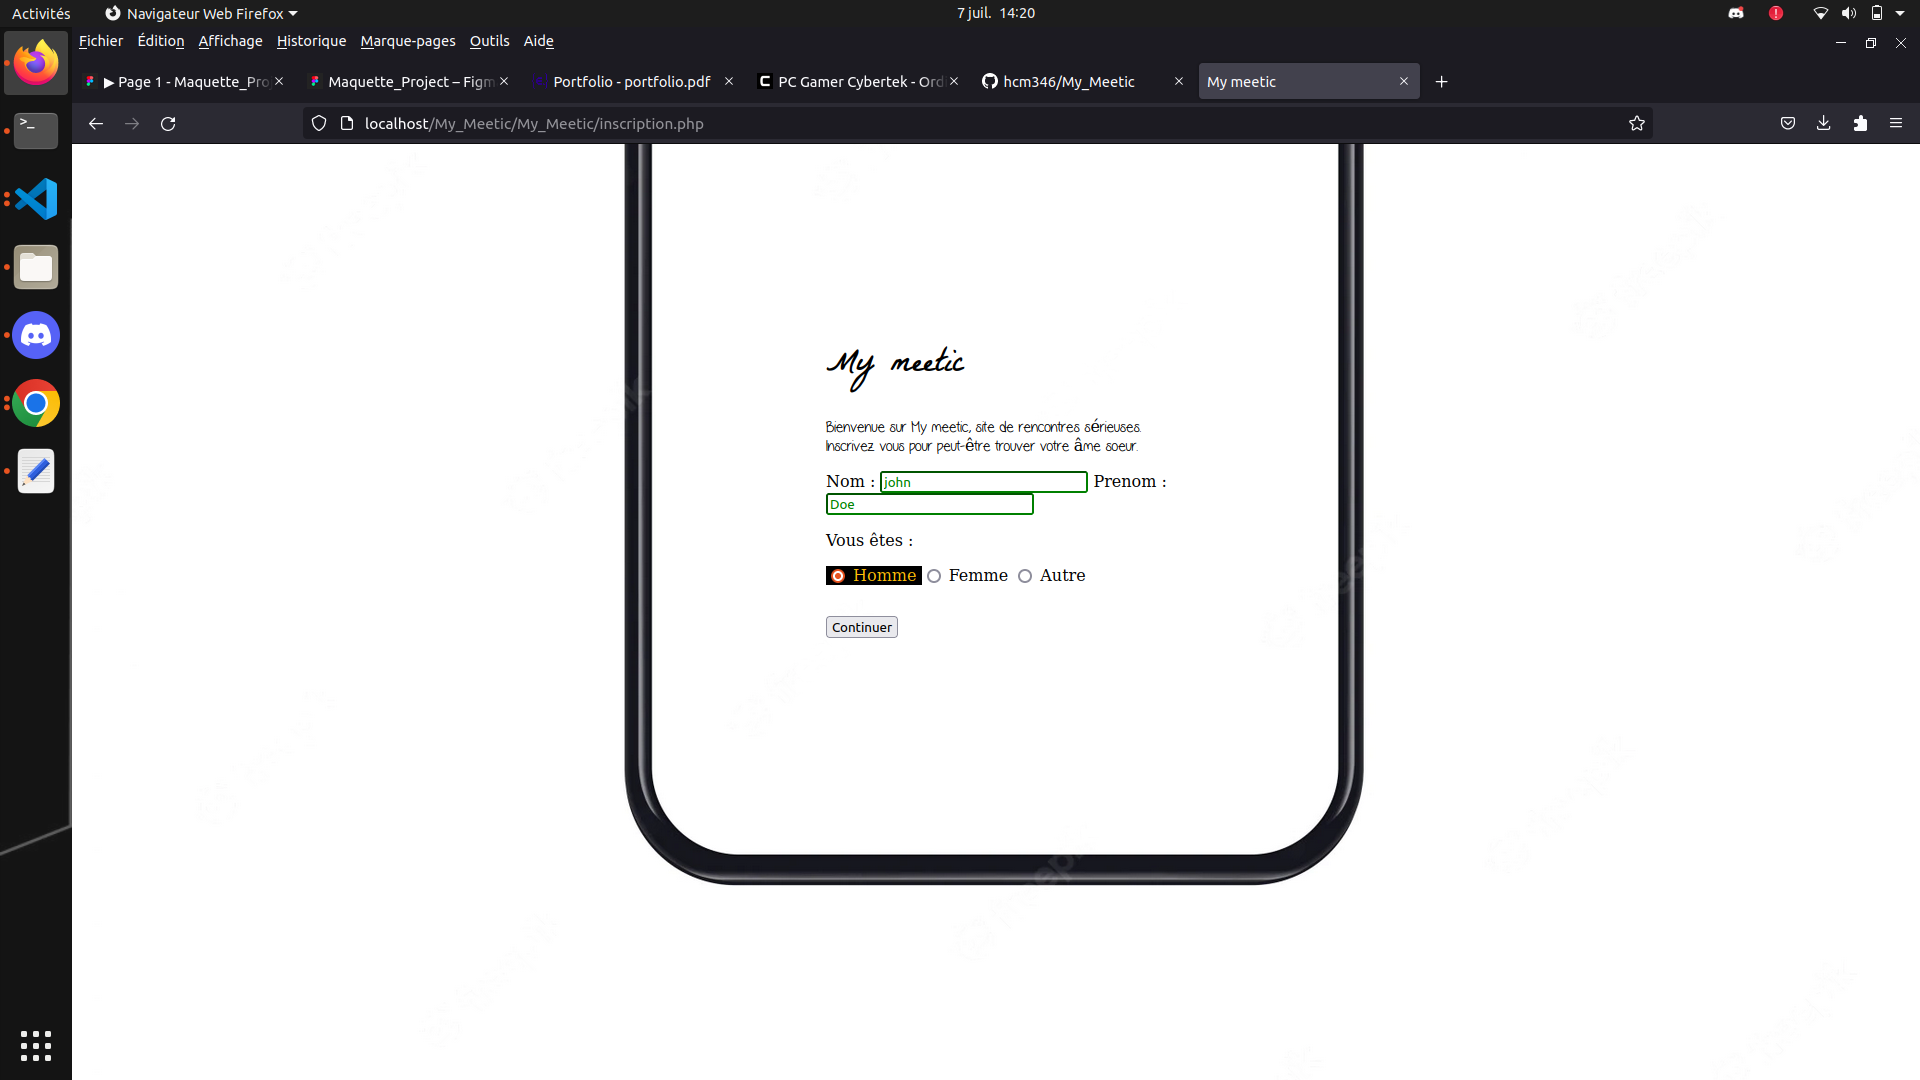 Activités
Navigateur Web Firefox
7 juil. 14:20
Fichier Édition Affichage Historique Marque-pages Outils Aide
▶ Page 1 - Maquette_Pro
Maquette_Project – Figm
Portfolio - portfolio.pdf
PC Gamer Cybertek - Ord
hcm346/My_Meetic
My meetic
localhost/My_Meetic/My_Meetic/inscription.php
My meetic
Bienvenue sur My meetic, site de rencontres sérieuses.
Inscrivez vous pour peut-être trouver votre âme soeur.
Nom : john Prenom :
Doe
Vous êtes :
Homme Femme Autre
Continuer